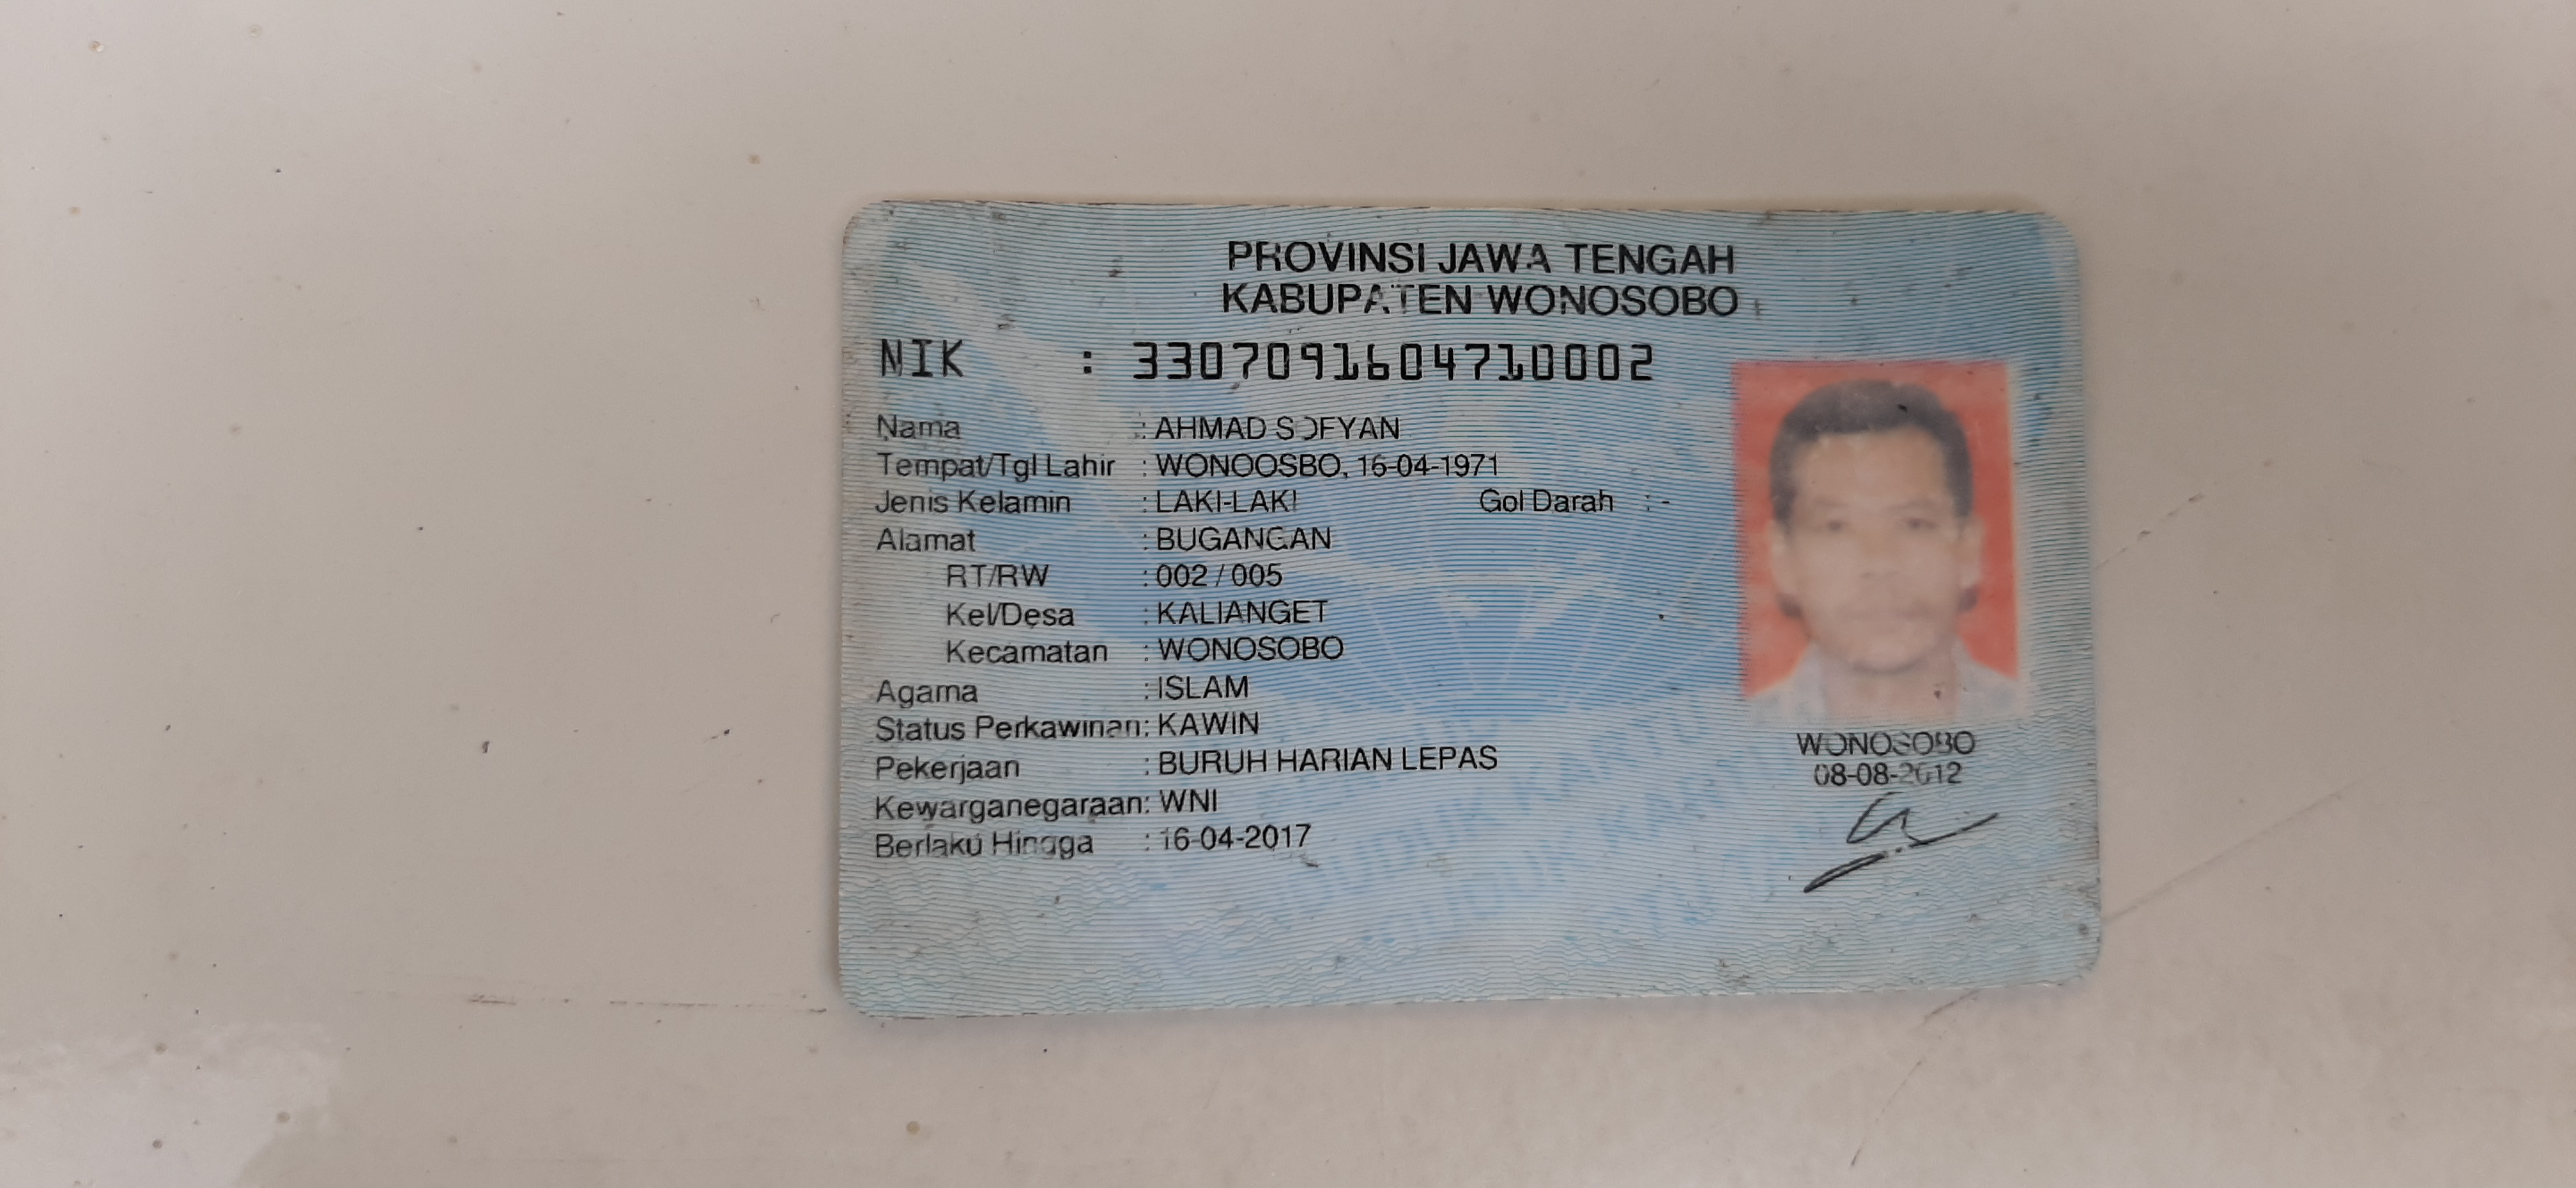 PROVINSI JAWA TENGAH
KABUPATEN WONOSOBO
NIK : 3307091604710002
Nama : AHMAD SOFYAN
Tempat/Tgl Lahir : WONOOSBO, 16-04-1971
Jenis Kelamin : LAKI-LAKI Gol Darah : -
Alamat : BUGANGAN
RT/RW : 002 / 005
Kel/Desa : KALIANGET
Kecamatan : WONOSOBO
Agama : ISLAM
Status Perkawinan : KAWIN
Pekerjaan : BURUH HARIAN LEPAS
Kewarganegaraan : WNI
Berlaku Hingga : 16-04-2017
WONOSOBO
08-08-2012